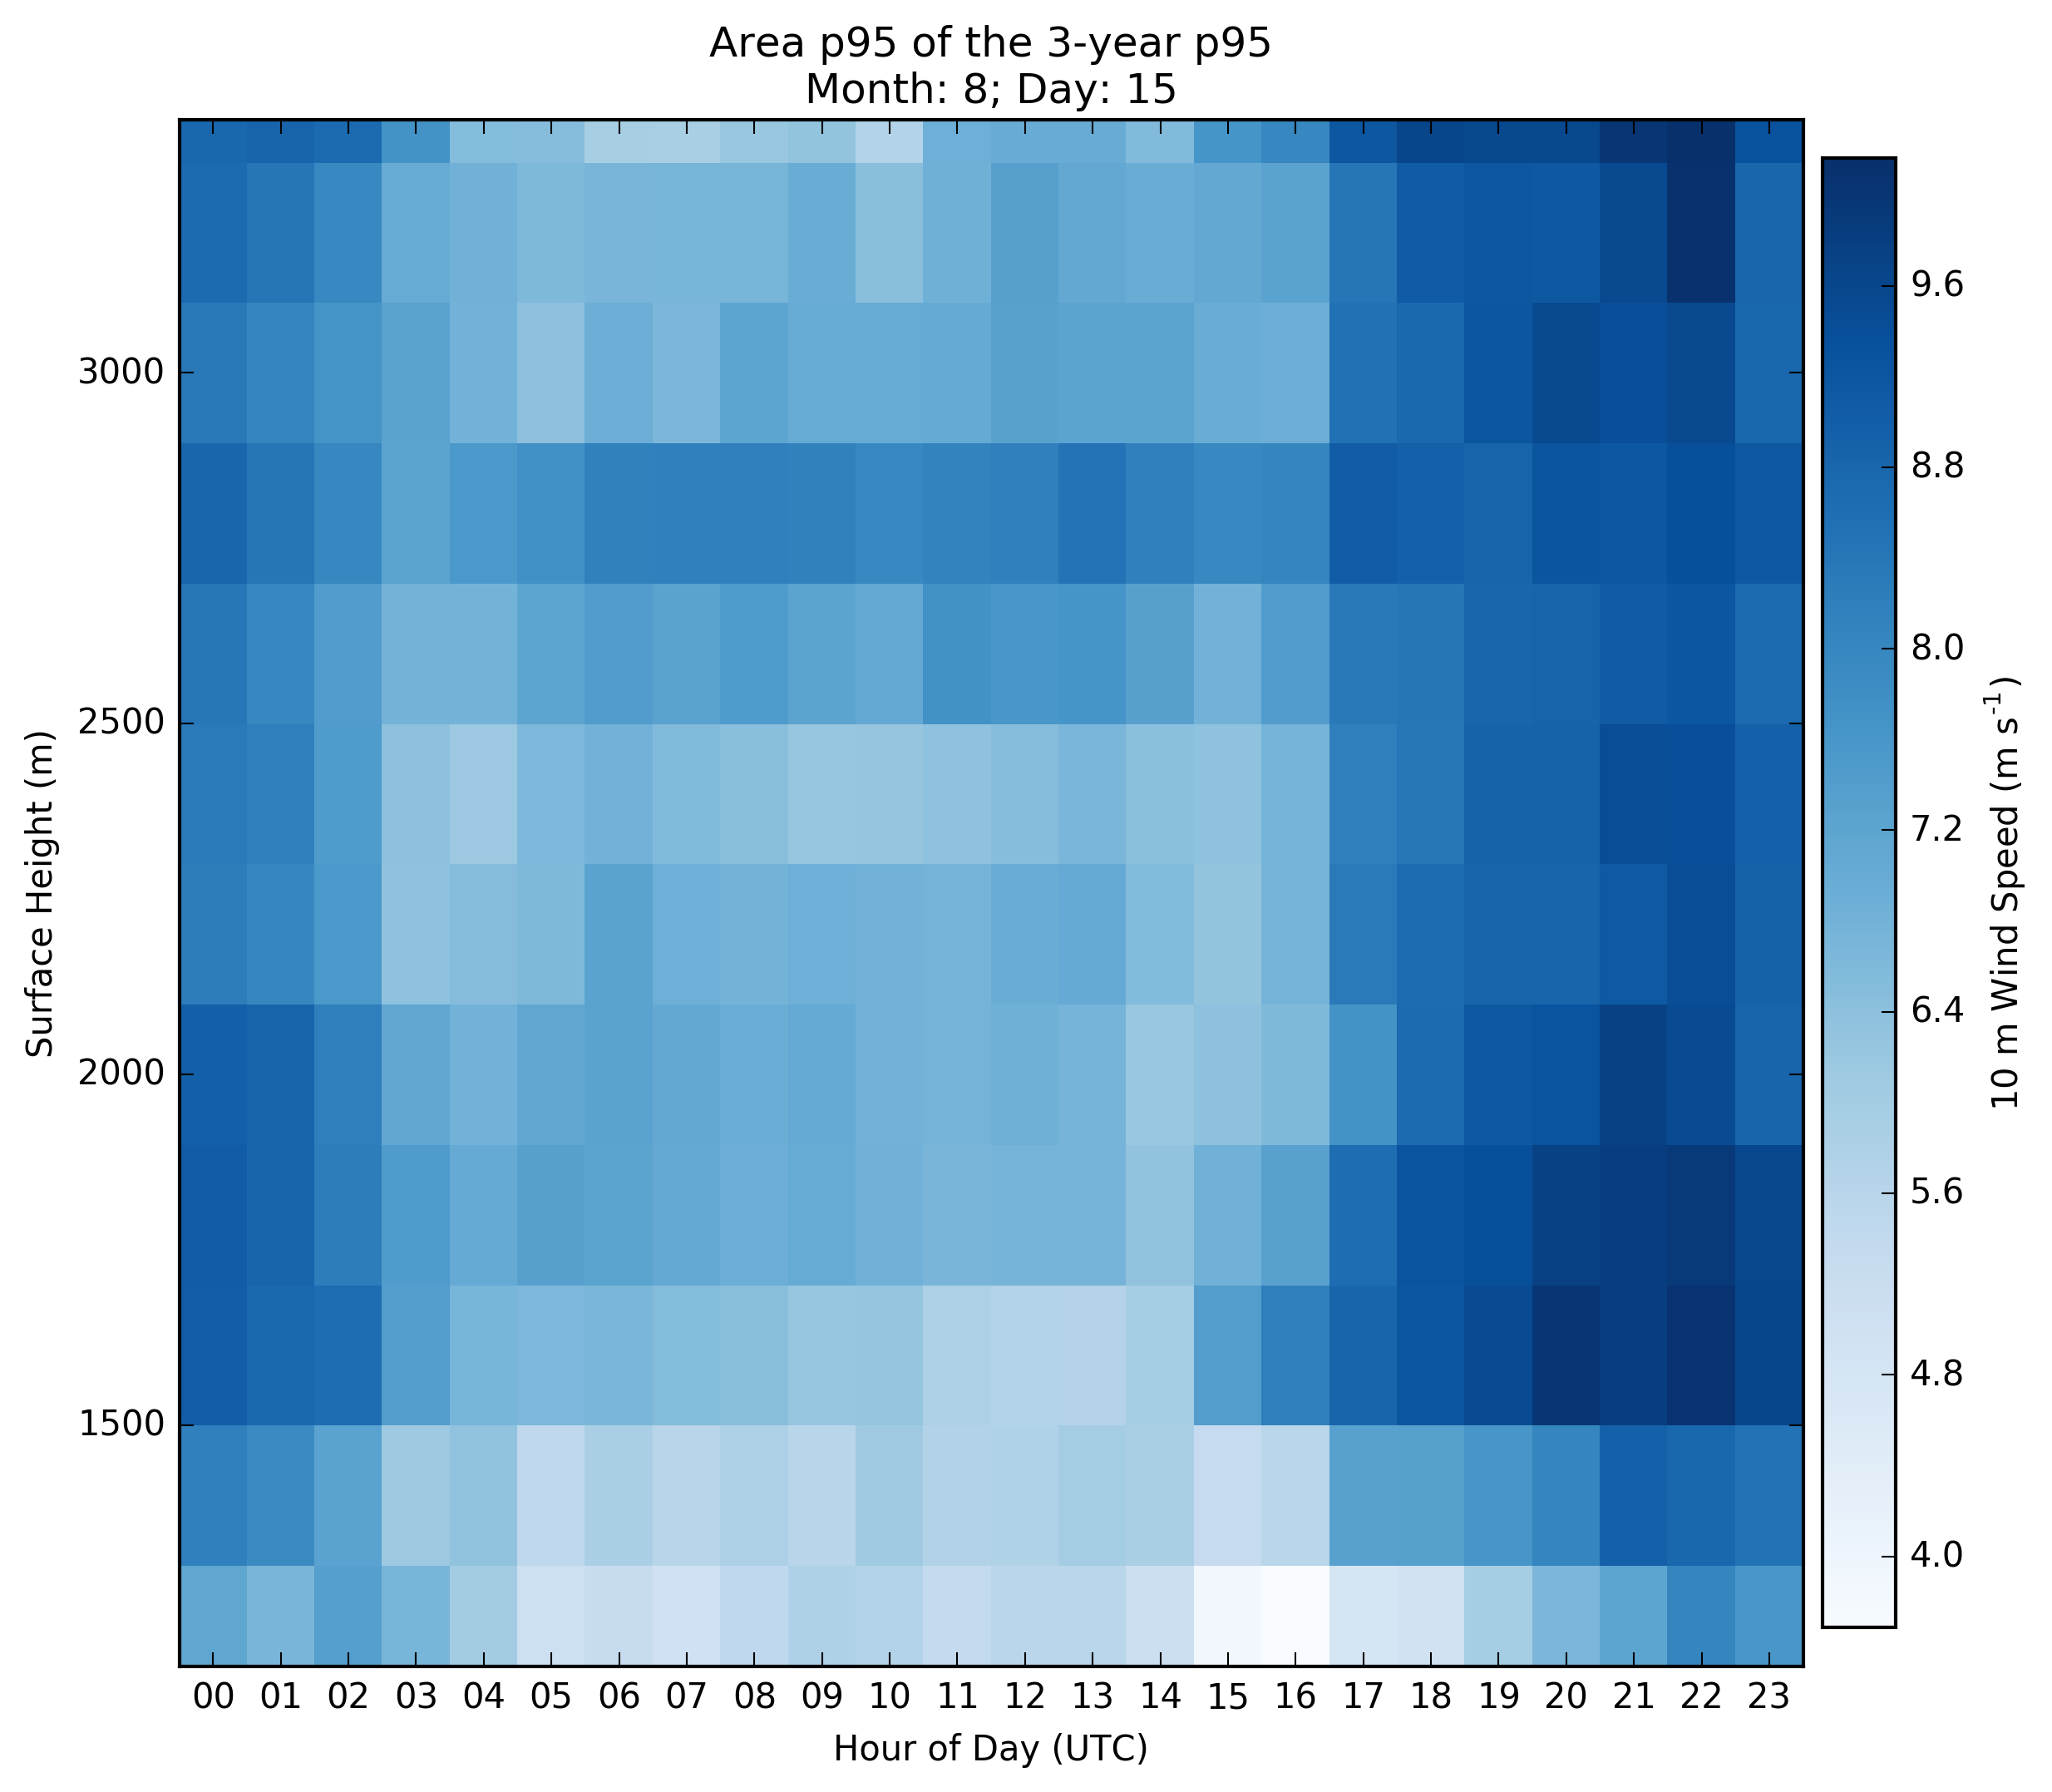 Area p95 of the 3-year p95
Month: 8; Day: 15
3000
2500
2000
1500
Surface Height (m)
00 01 02 03 04 05 06 07 08 09 10 11 12 13 14 15 16 17 18 19 20 21 22 23
Hour of Day (UTC)
9.6
8.8
8.0
7.2
6.4
5.6
4.8
4.0
10 m Wind Speed (m s⁻¹)